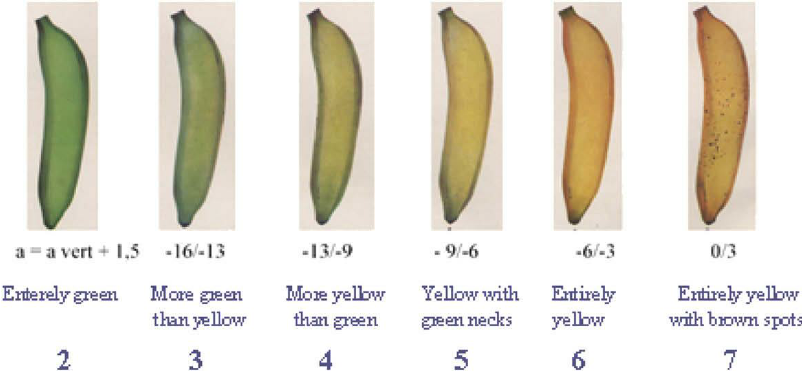 a = a vert + 1,5 -16/-13 -13/-9 - 9/-6 -6/-3 0/3
Enterely green More green More yellow Yellow with Entirely Entirely yellow
than yellow than green green necks yellow with brown spots
2 3 4 5 6 7